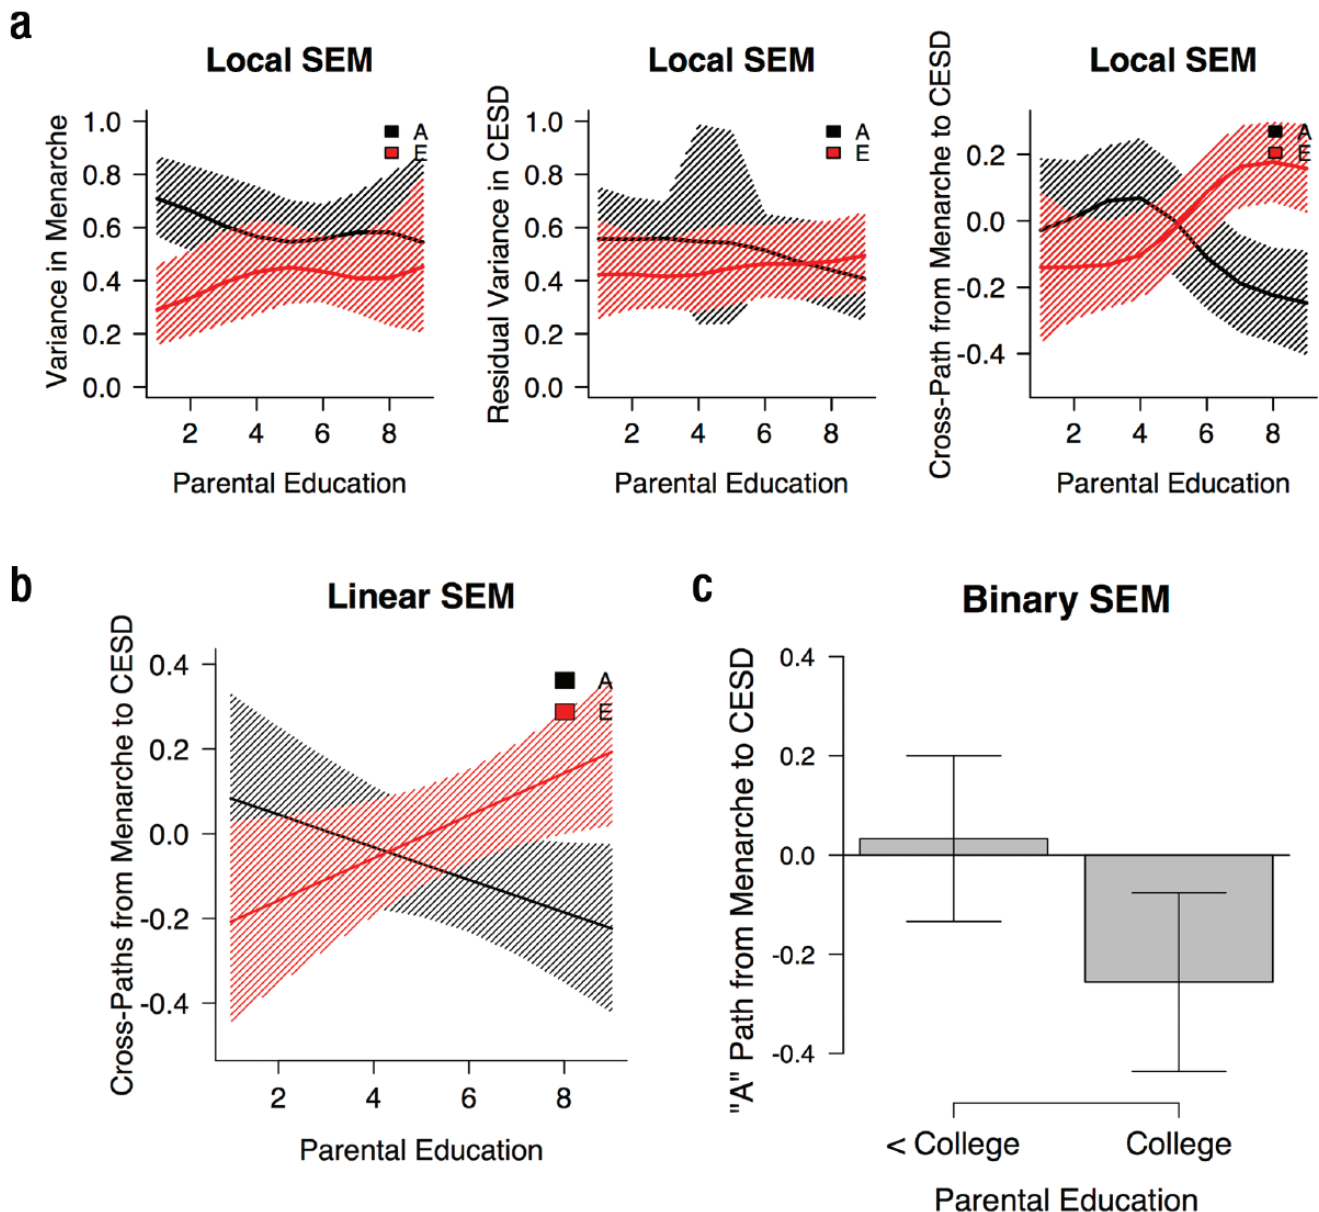 a
Local SEM
Variance in Menarche
1.0
0.8
0.6
0.4
0.2
0.0
A
E
2 4 6 8
Parental Education
Local SEM
Residual Variance in CESD
1.0
0.8
0.6
0.4
0.2
0.0
A
E
2 4 6 8
Parental Education
Local SEM
Cross-Path from Menarche to CESD
0.2
0.0
-0.2
-0.4
A
E
2 4 6 8
Parental Education
b
Linear SEM
Cross-Paths from Menarche to CESD
0.4
0.2
0.0
-0.2
-0.4
A
E
2 4 6 8
Parental Education
c
Binary SEM
"A" Path from Menarche to CESD
0.4
0.2
0.0
-0.2
-0.4
< College College
Parental Education